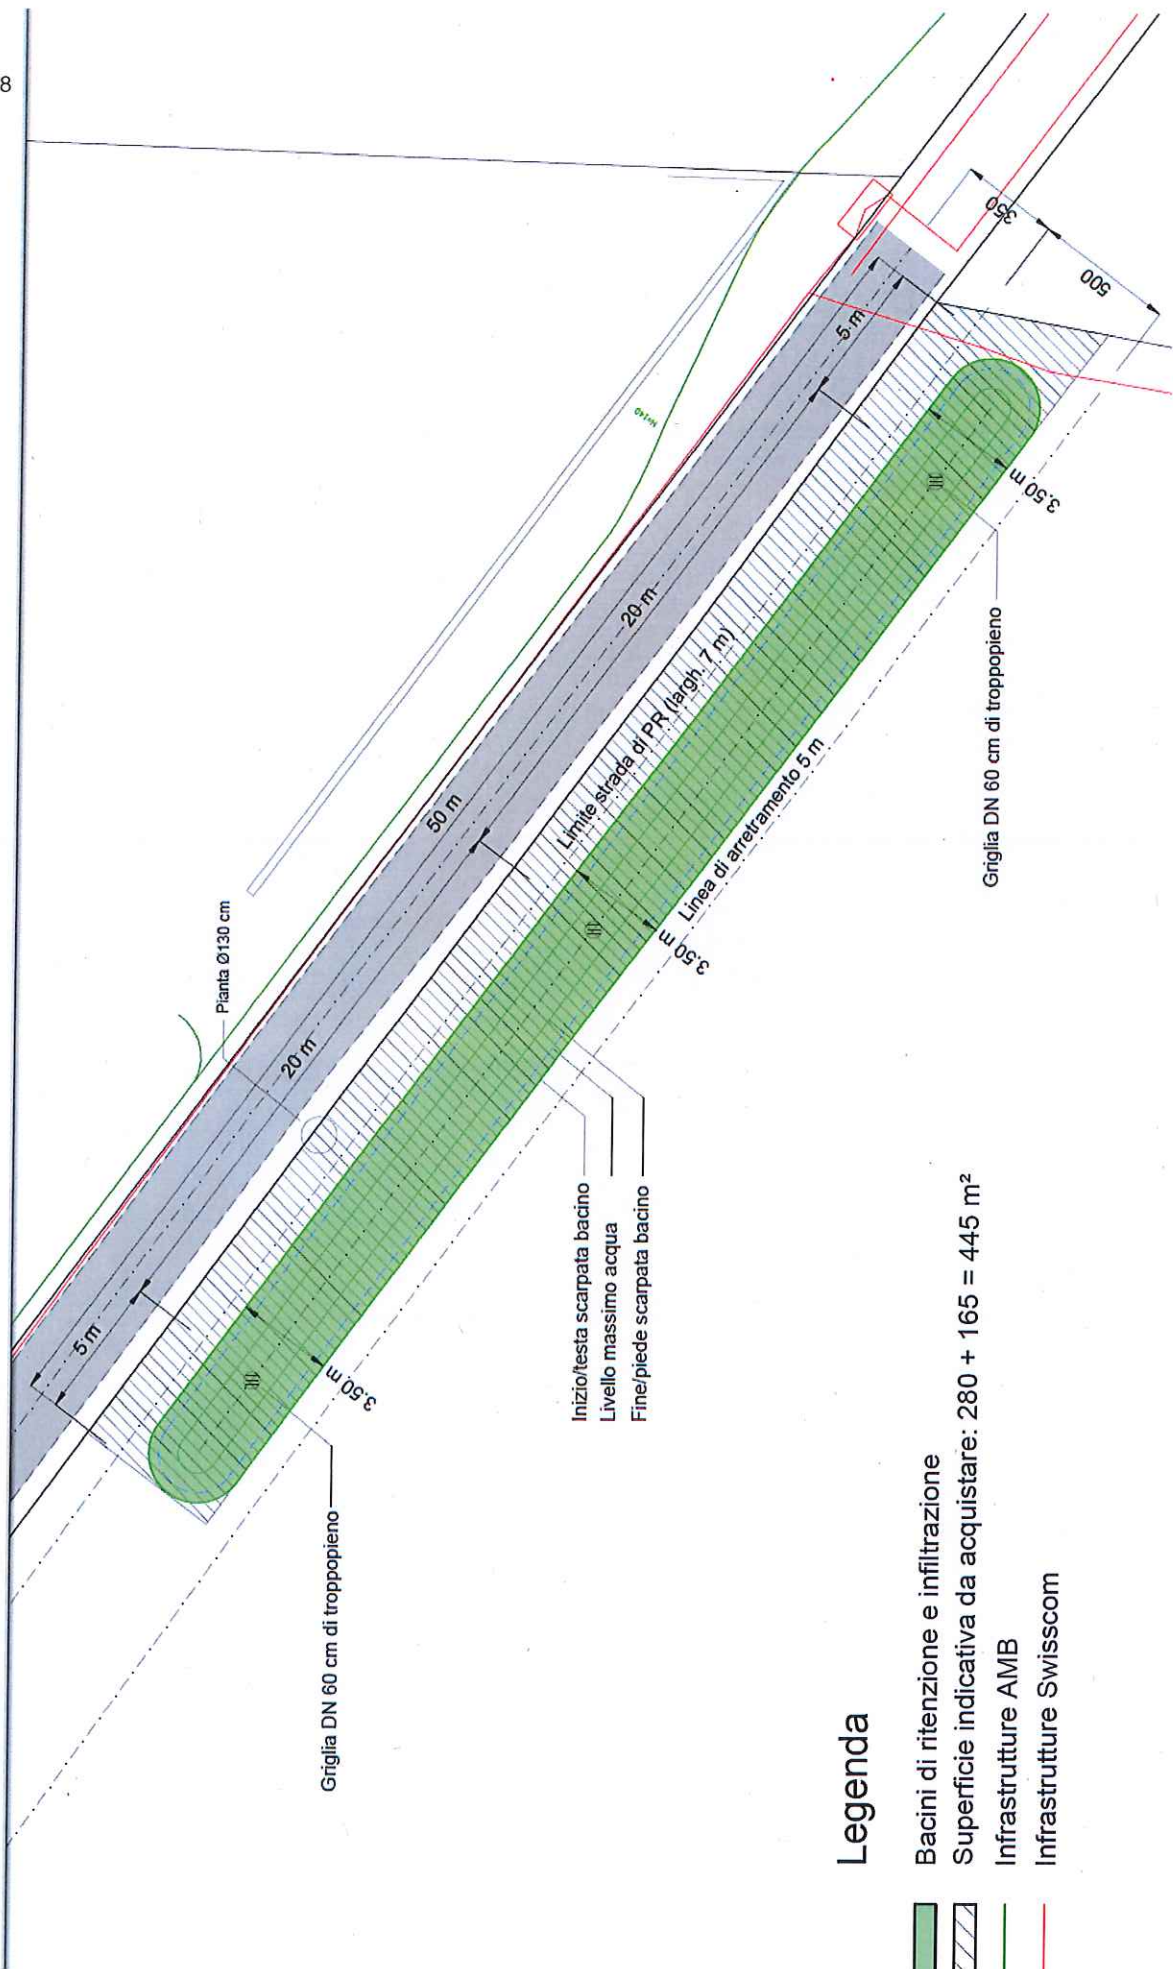 8
350
500
5 m
N=140
3.50 m
20 m
Limite strada di PR (largh. 7 m)
50 m
Linea di arretramento 5 m
Griglia DN 60 cm di troppopieno
Pianta Ø130 cm
3.50 m
20 m
Inizio/testa scarpata bacino
Livello massimo acqua
Fine/piede scarpata bacino
5 m
3.50 m
Griglia DN 60 cm di troppopieno
Legenda
Bacini di ritenzione e infiltrazione
Superficie indicativa da acquistare: 280 + 165 = 445 m²
Infrastrutture AMB
Infrastrutture Swisscom